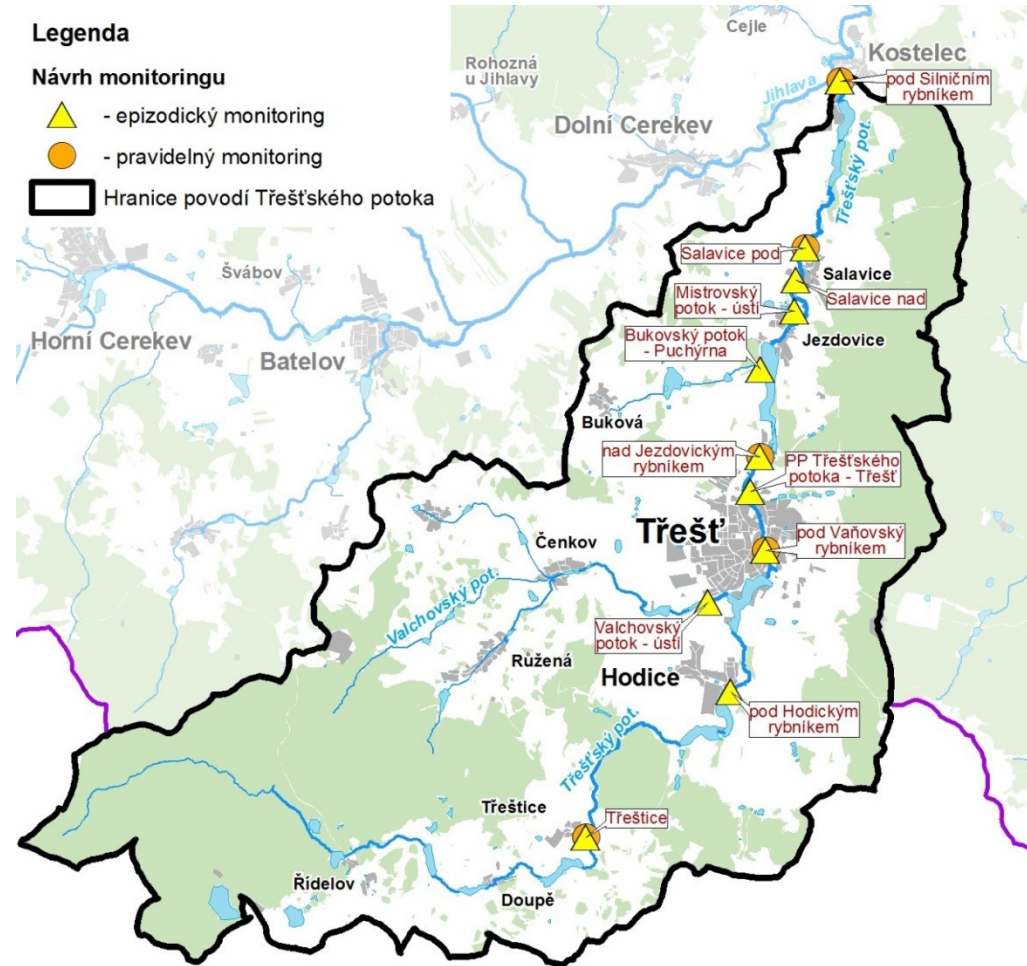 Legenda
Návrh monitoringu
- epizodický monitoring
- pravidelný monitoring
Hranice povodí Třešťského potoka
Cejle
Kostelec
Rohozná
u Jihlavy
Jihlava
pod Silničním
rybníkem
Dolní Cerekev
Třešťský pot.
Salavice pod
Salavice
Švábov
Mistrovský
potok - ústí
Salavice nad
Horní Cerekev
Batelov
Bukovský potok
- Puchýrna
Jezdovice
Buková
nad Jezdovickým
rybníkem
PP Třešťského
potoka - Třešť
Třešť
pod Vaňovský
rybníkem
Čenkov
Valchovský pot.
Valchovský
potok - ústí
Růžená
Hodice
pod Hodickým
rybníkem
Třešťský pot.
Třeštice
Třeštice
Řídelov
Doupě